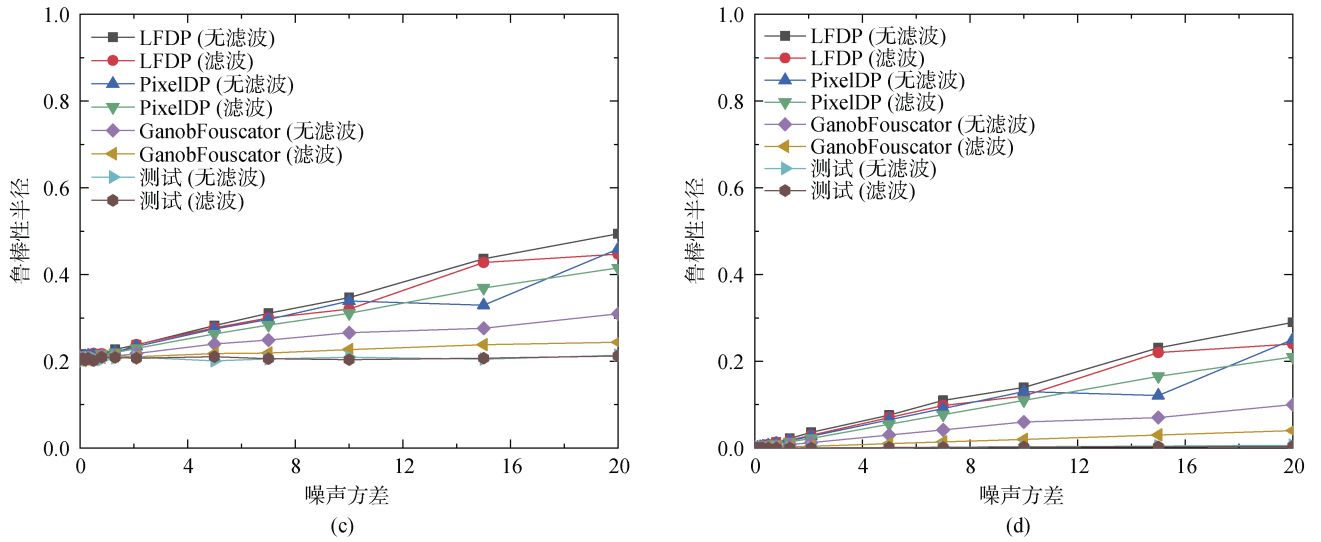 1.0
0.8
0.6
0.4
0.2
0.0
鲁棒性半径
LFDP (无滤波)
LFDP (滤波)
PixelDP (无滤波)
PixelDP (滤波)
GanobFouscator (无滤波)
GanobFouscator (滤波)
测试 (无滤波)
测试 (滤波)
0 4 8 12 16 20
噪声方差
(c)
1.0
0.8
0.6
0.4
0.2
0.0
鲁棒性半径
LFDP (无滤波)
LFDP (滤波)
PixelDP (无滤波)
PixelDP (滤波)
GanobFouscator (无滤波)
GanobFouscator (滤波)
测试 (无滤波)
测试 (滤波)
0 4 8 12 16 20
噪声方差
(d)